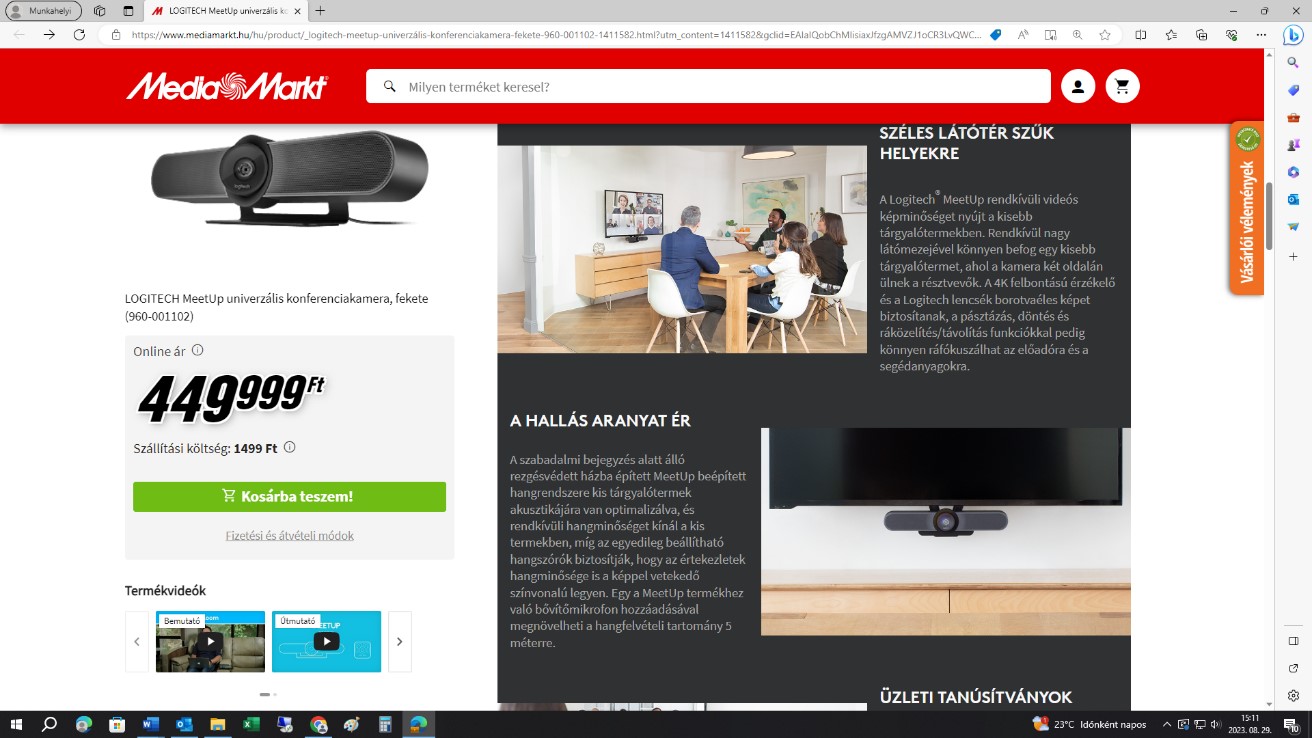 Munkahelyi
LOGITECH MeetUp univerzális kc
https://www.mediamarkt.hu/hu/product/_logitech-meetup-univerzális-konferenciakamera-fekete-960-001102-1411582.html?utm_content=1411582&gclid=EAIaIQobChMIisiaxJfzgAMVZJ1oCR3LvQWC...
MediaMarkt
Milyen terméket keresel?
logitech
LOGITECH MeetUp univerzális konferenciakamera, fekete
(960-001102)
Online ár
449999 Ft
Szállítási költség: 1499 Ft
Kosárba teszem!
Fizetési és átvételi módok
Termékvideók
Bemutató
oom
Útmutató
ETUP
SZÉLES LÁTÓTÉR SZŰK
HELYEKRE
A Logitech® MeetUp rendkívüli videós
képminőséget nyújt a kisebb
tárgyalótermekben. Rendkívül nagy
látómezejével könnyen befog egy kisebb
tárgyalótermet, ahol a kamera két oldalán
ülnek a résztvevők. A 4K felbontású érzékelő
és a Logitech lencsék borotvaéles képet
biztosítanak, a pásztázás, döntés és
ráközelítés/távolítás funkciókkal pedig
könnyen ráfókuszálhat az előadóra és a
segédanyagokra.
A HALLÁS ARANYAT ÉR
A szabadalmi bejegyzés alatt álló
rezgésvédett házba épített MeetUp beépített
hangrendszere kis tárgyalótermek
akusztikájára van optimalizálva, és
rendkívüli hangminőséget kínál a kis
termekben, míg az egyedileg beállítható
hangszórók biztosítják, hogy az értekezletek
hangminősége is a képpel vetekedő
színvonalú legyen. Egy a MeetUp termékhez
való bővítőmikrofon hozzáadásával
megnövelheti a hangfelvételi tartomány 5
méterre.
ÜZLETI TANÚSÍTVÁNYOK
Vásárlói vélemények
23°C Időnként napos
15:11
2023. 08. 29.
10